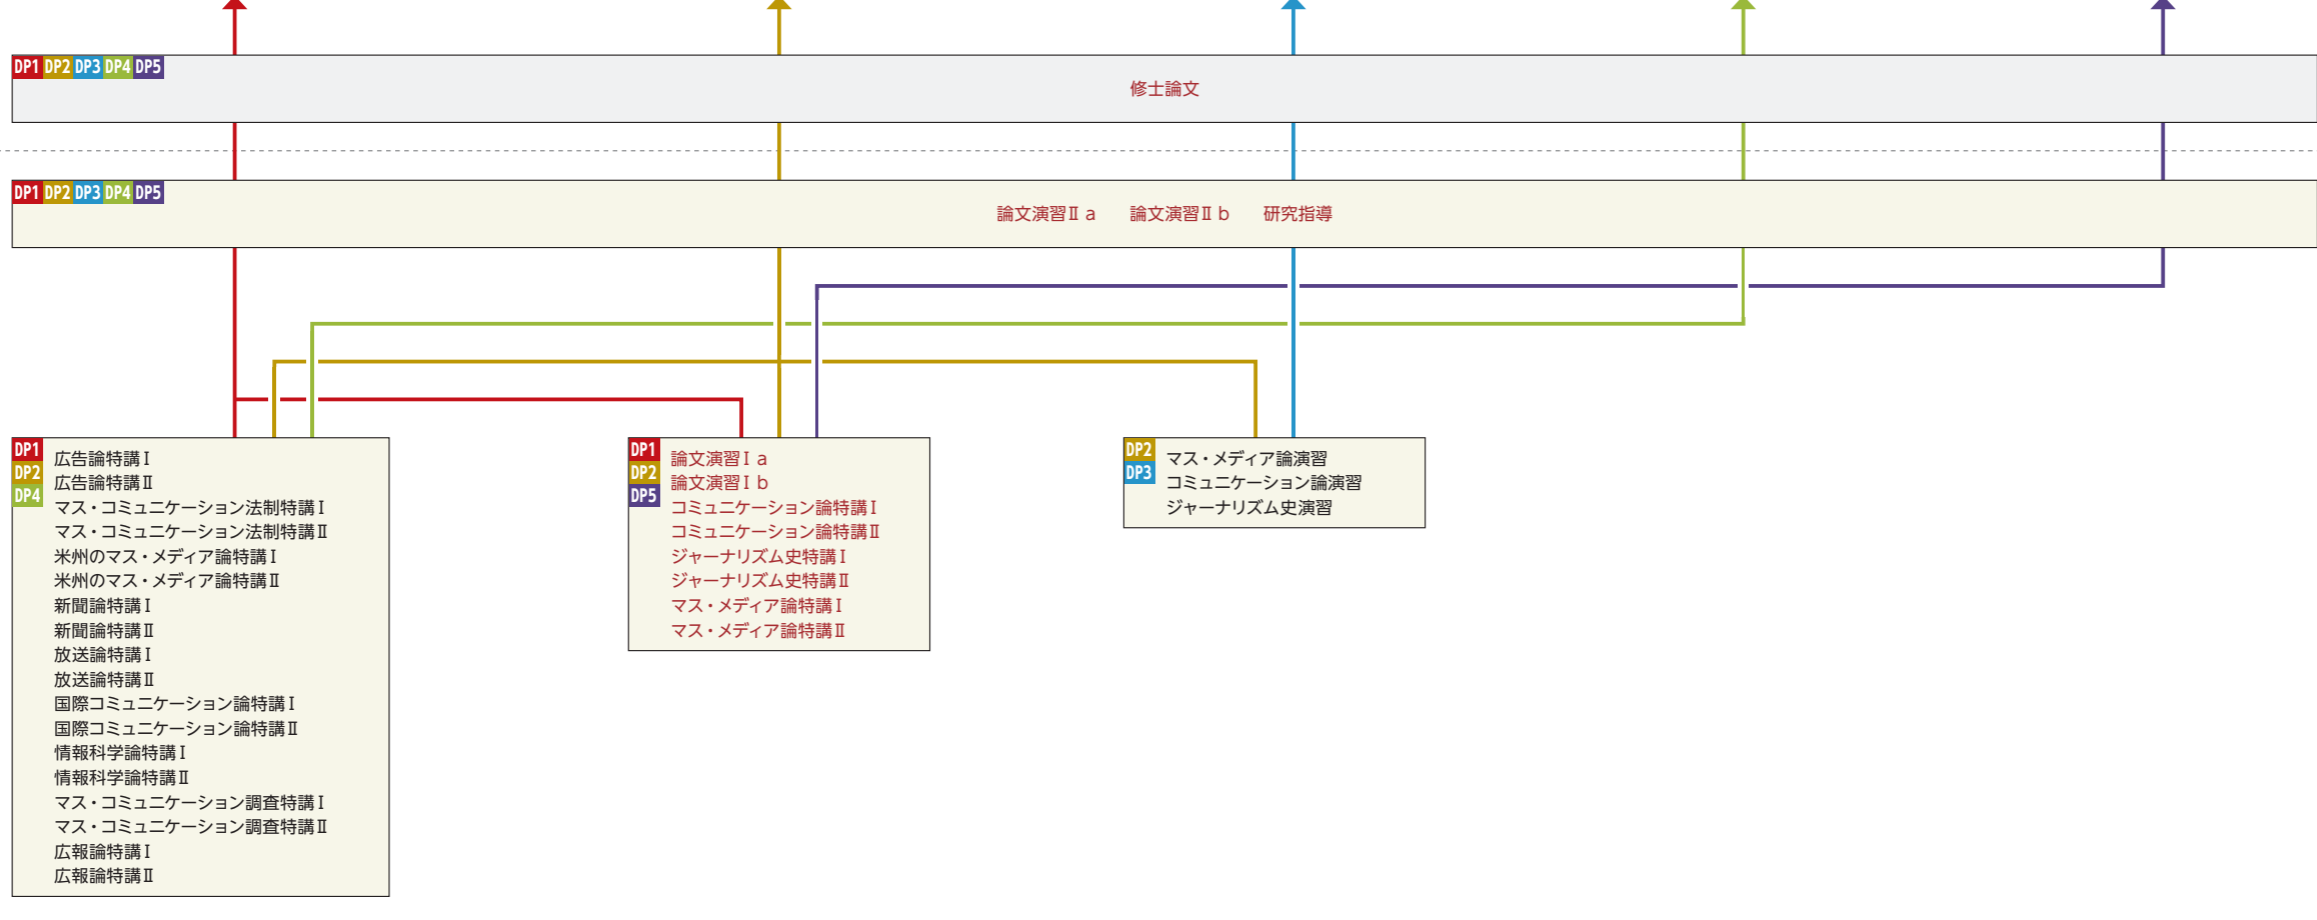 DP1 DP2 DP3 DP4 DP5
修士論文
DP1 DP2 DP3 DP4 DP5
論文演習Ⅱa　論文演習Ⅱb　研究指導
DP1
DP2
DP4
広告論特講Ⅰ
広告論特講Ⅱ
マス・コミュニケーション法制特講Ⅰ
マス・コミュニケーション法制特講Ⅱ
米州のマス・メディア論特講Ⅰ
米州のマス・メディア論特講Ⅱ
新聞論特講Ⅰ
新聞論特講Ⅱ
放送論特講Ⅰ
放送論特講Ⅱ
国際コミュニケーション論特講Ⅰ
国際コミュニケーション論特講Ⅱ
情報科学論特講Ⅰ
情報科学論特講Ⅱ
マス・コミュニケーション調査特講Ⅰ
マス・コミュニケーション調査特講Ⅱ
広報論特講Ⅰ
広報論特講Ⅱ
DP1
DP2
DP5
論文演習Ⅰa
論文演習Ⅰb
コミュニケーション論特講Ⅰ
コミュニケーション論特講Ⅱ
ジャーナリズム史特講Ⅰ
ジャーナリズム史特講Ⅱ
マス・メディア論特講Ⅰ
マス・メディア論特講Ⅱ
DP2
DP3
マス・メディア論演習
コミュニケーション論演習
ジャーナリズム史演習